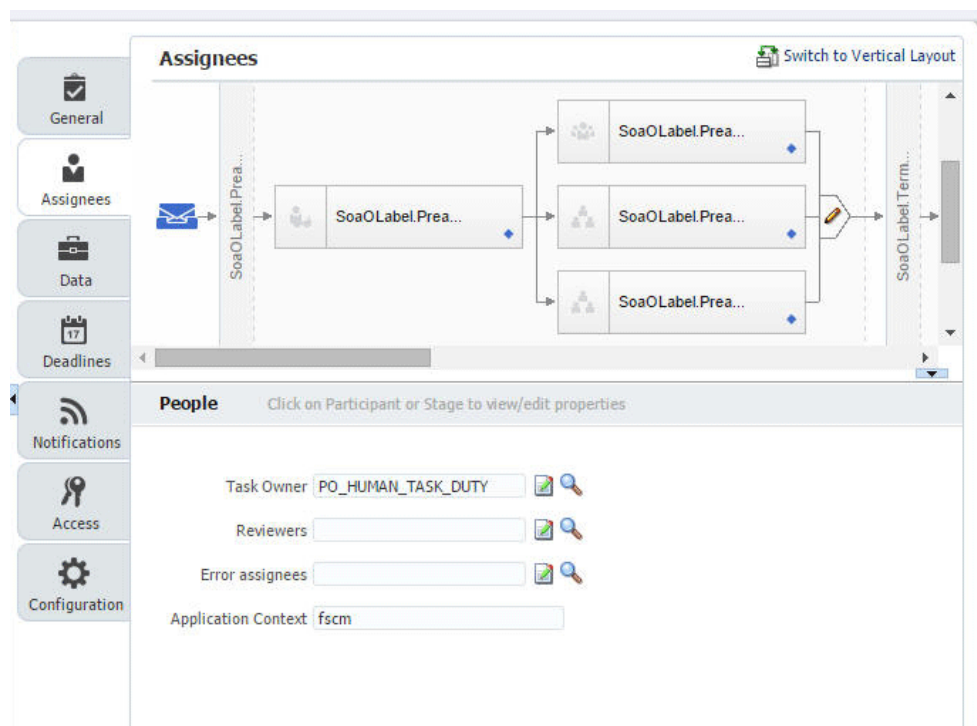 Assignees
Switch to Vertical Layout
General
Assignees
Data
17
Deadlines
Notifications
Access
Configuration
SoaOLabel.Prea...
SoaOLabel.Prea...
SoaOLabel.Prea...
SoaOLabel.Prea...
SoaOLabel.Prea...
SoaOLabel.Term...
People
Click on Participant or Stage to view/edit properties
Task Owner PO_HUMAN_TASK_DUTY
Reviewers
Error assignees
Application Context fscm